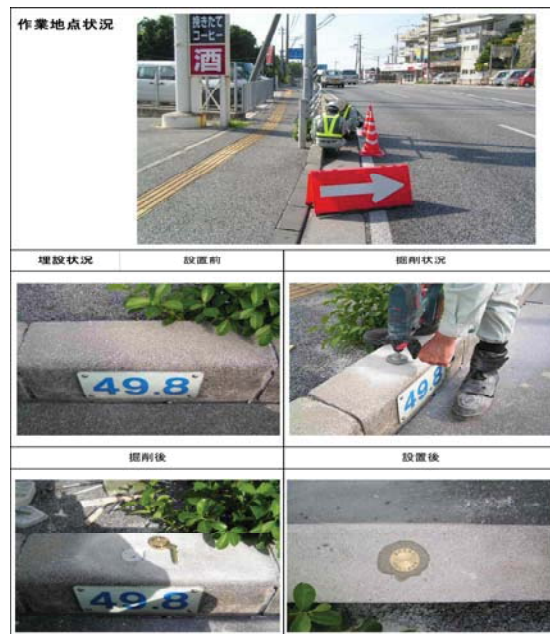 作業地点状況
挽きたて
コーヒー
酒
埋設状況
設置前
掘削状況
49.8
49.8
掘削後
設置後
49.8